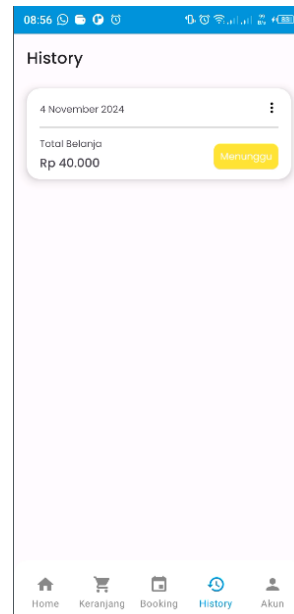 08:56
History
4 November 2024
Total Belanja
Rp 40.000
Menunggu
Home Keranjang Booking History Akun